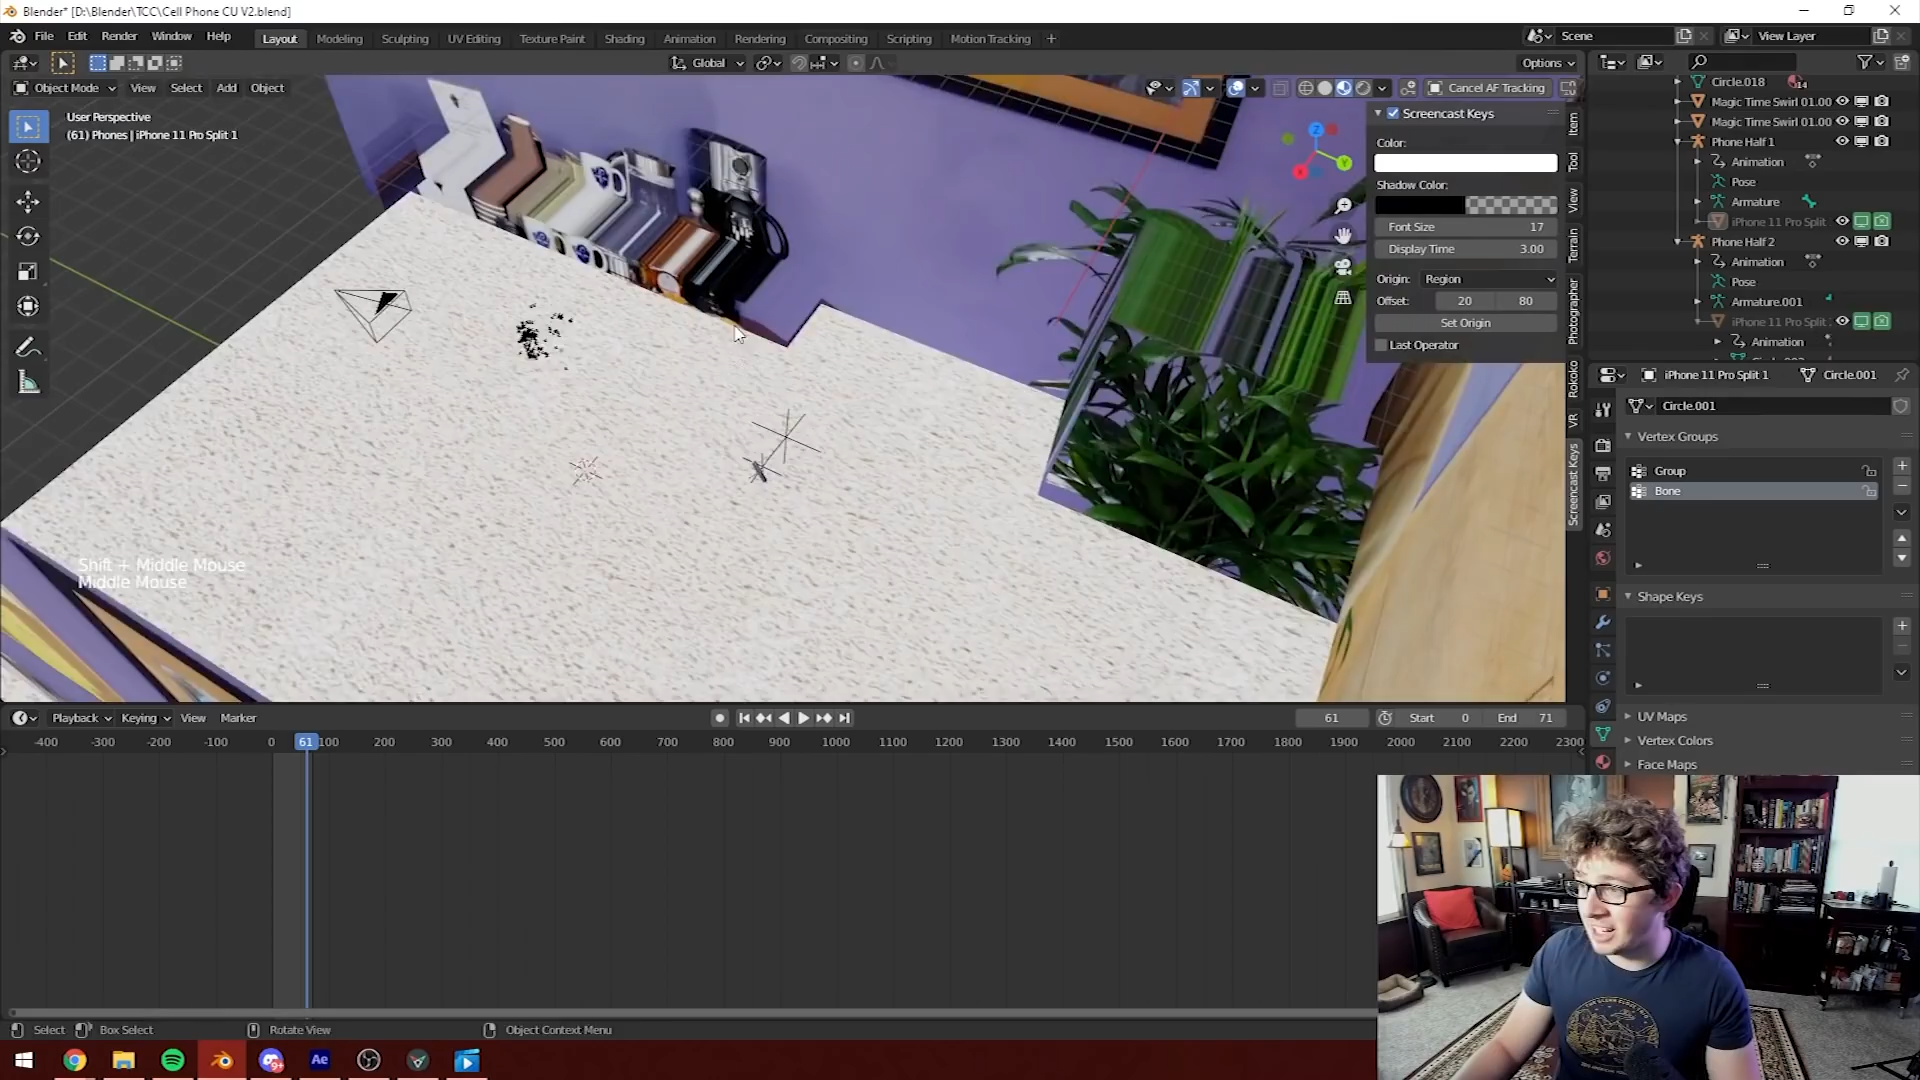 Blender* [D:\Blender\TCC\Cell Phone CU V2.blend]
File Edit Render Window Help
Layout Modeling Sculpting UV Editing Texture Paint Shading Animation Rendering Compositing Scripting Motion Tracking +
Scene
View Layer
Global
Options
Object Mode View Select Add Object
Cancel AF Tracking
User Perspective
(61) Phones | iPhone 11 Pro Split 1
Screencast Keys
Color:
Shadow Color:
Font Size 17
Display Time 3.00
Origin: Region
Offset: 20 80
Set Origin
Last Operator
Item
Tool
View
Terrain
Photographer
Rokoko
VR
Screencast Keys
X
Y
Z
Circle.018 14
Magic Time Swirl 01.00
Magic Time Swirl 01.00
Phone Half 1
Animation
Pose
Armature
iPhone 11 Pro Split
Phone Half 2
Animation
Pose
Armature.001
iPhone 11 Pro Split
Animation
iPhone 11 Pro Split 1 Circle.001
Circle.001
Vertex Groups
Group
Bone
Shape Keys
UV Maps
Vertex Colors
Face Maps
Shift + Middle Mouse
Middle Mouse
Playback Keying View Marker
61 Start 0 End 71
-400 -300 -200 -100 0 61 100 200 300 400 500 600 700 800 900 1000 1100 1200 1300 1400 1500 1600 1700 1800 1900 2000 2100 2200 2300
Select Box Select Rotate View Object Context Menu
9+
Ae